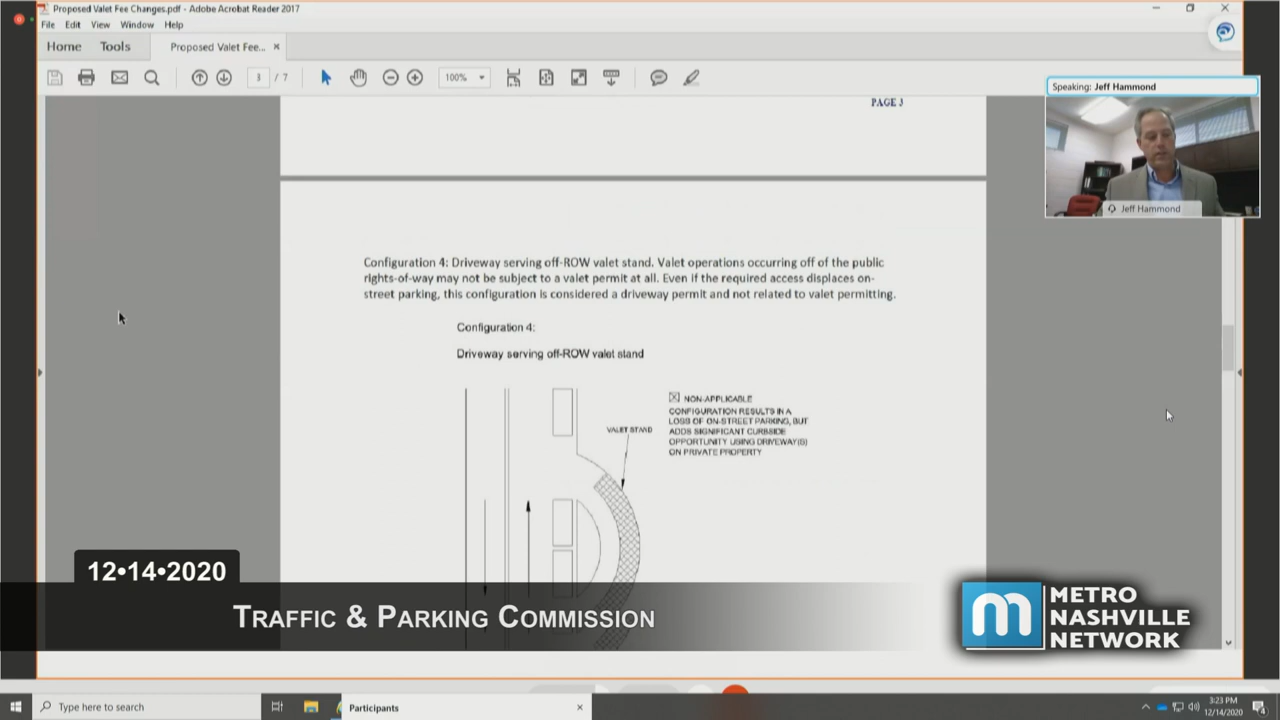 Proposed Valet Fee Changes.pdf - Adobe Acrobat Reader 2017
File Edit View Window Help
Home Tools Proposed Valet Fee... ×
3 / 7 100%
Speaking: Jeff Hammond
Jeff Hammond
PAGE 3
Configuration 4: Driveway serving off-ROW valet stand. Valet operations occurring off of the public
rights-of-way may not be subject to a valet permit at all. Even if the required access displaces on-
street parking, this configuration is considered a driveway permit and not related to valet permitting.
Configuration 4:
Driveway serving off-ROW valet stand
VALET STAND
NON-APPLICABLE
CONFIGURATION RESULTS IN A
LOSS OF ON-STREET PARKING, BUT
ADDS SIGNIFICANT CURBSIDE
OPPORTUNITY USING DRIVEWAY(S)
ON PRIVATE PROPERTY
12•14•2020
TRAFFIC & PARKING COMMISSION
METRO
NASHVILLE
NETWORK
Type here to search
Participants ×
3:23 PM
12/14/2020
4